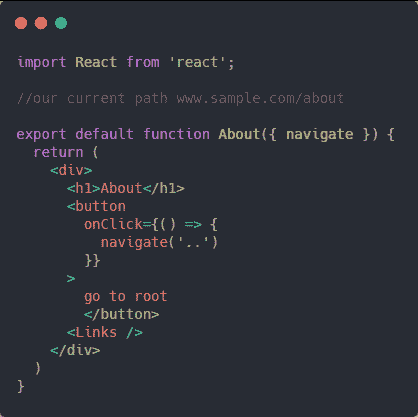 import React from 'react';
//our current path www.sample.com/about
export default function About({ navigate }) {
  return (
    <div>
      <h1>About</h1>
      <button
        onClick={() => {
          navigate('..')
        }}
      >
        go to root
        </button>
      <Links />
    </div>
  )
}